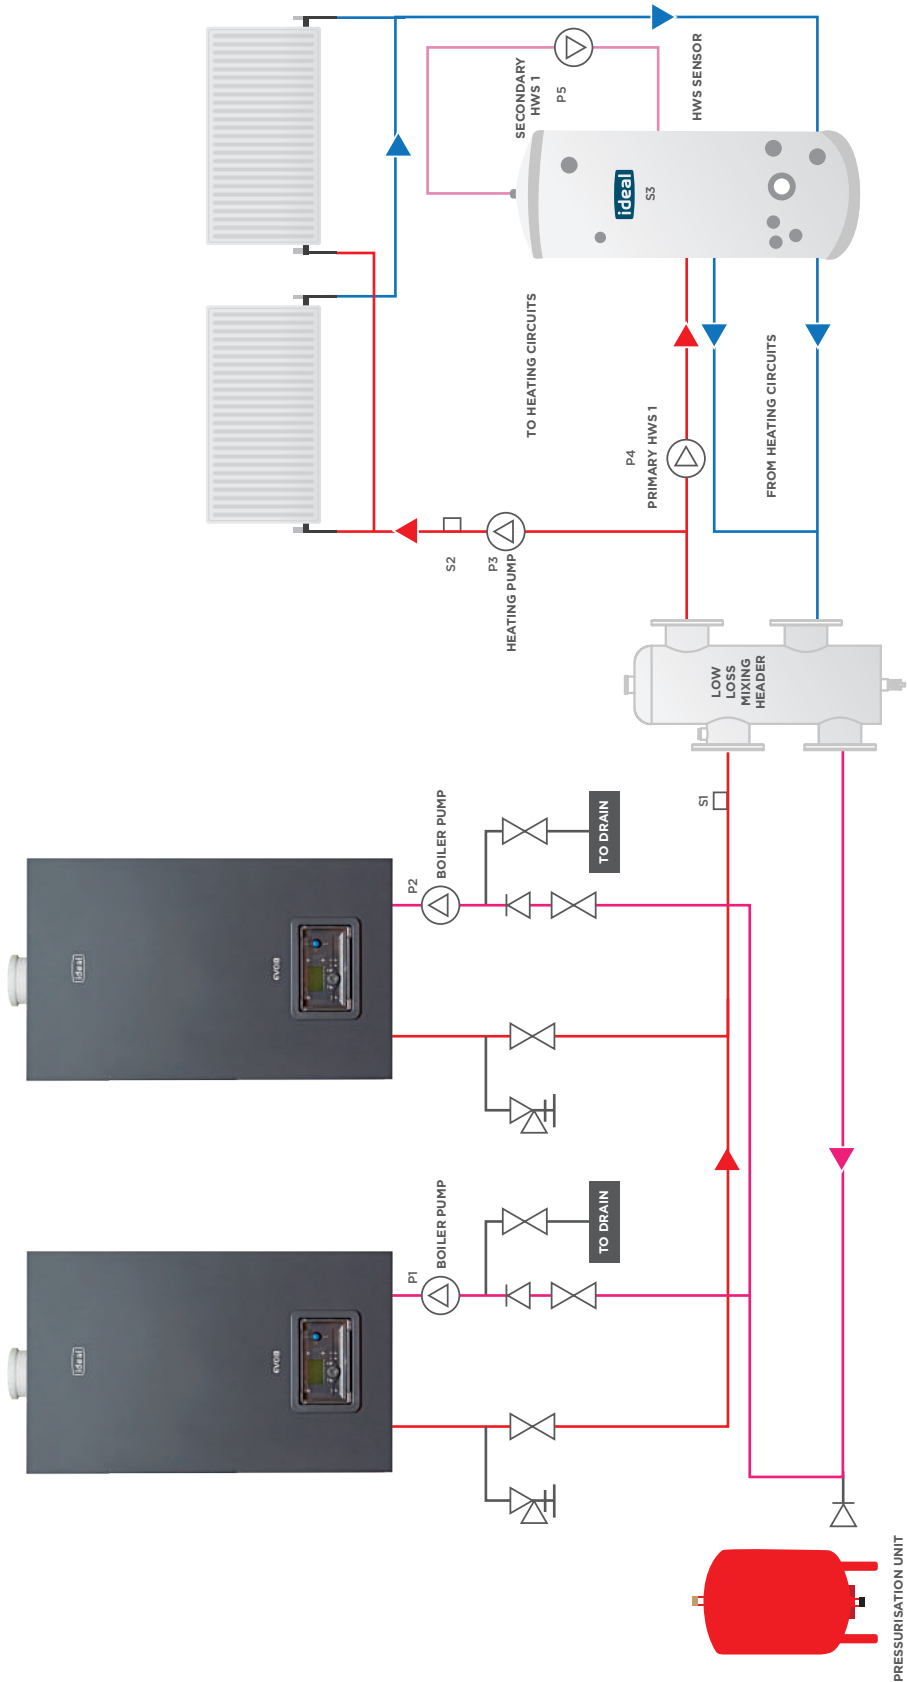 SECONDARY
HWS 1
P5
HWS SENSOR
ideal
S3
TO HEATING CIRCUITS
P4
PRIMARY HWS 1
FROM HEATING CIRCUITS
S2
P3
HEATING PUMP
LOW
LOSS
MIXING
HEADER
S1
P2
BOILER PUMP
TO DRAIN
ideal
EVOD
P1
BOILER PUMP
TO DRAIN
ideal
EVOD
PRESSURISATION UNIT